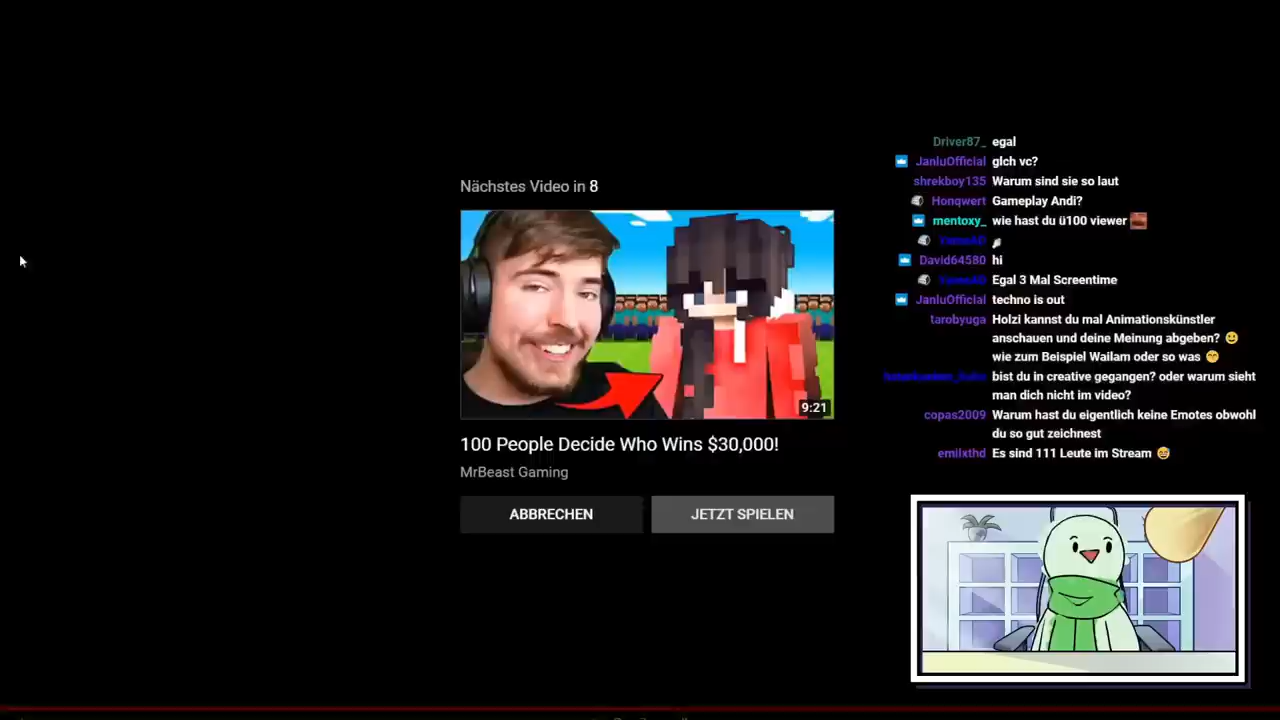 Nächstes Video in 8
9:21
100 People Decide Who Wins $30,000!
MrBeast Gaming
ABBRECHEN
JETZT SPIELEN
Driver87_ egal
JanluOfficial glch vc?
shrekboy135 Warum sind sie so laut
Honqwert Gameplay Andi?
mentoxy_ wie hast du ü100 viewer
David64580 hi
Egal 3 Mal Screentime
JanluOfficial techno is out
tarobyuga Holzi kannst du mal Animationskünstler
anschauen und deine Meinung abgeben?
wie zum Beispiel Wailam oder so was
bist du in creative gegangen? oder warum sieht
man dich nicht im video?
copas2009 Warum hast du eigentlich keine Emotes obwohl
du so gut zeichnest
emilxthd Es sind 111 Leute im Stream